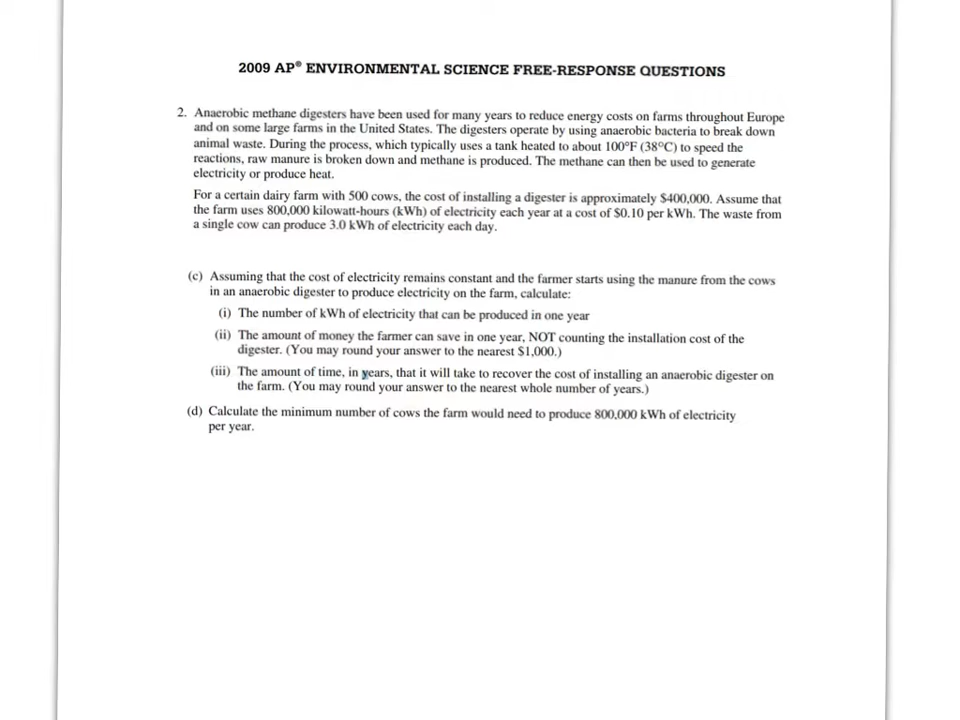 2009 AP® ENVIRONMENTAL SCIENCE FREE-RESPONSE QUESTIONS
2. Anaerobic methane digesters have been used for many years to reduce energy costs on farms throughout Europe
and on some large farms in the United States. The digesters operate by using anaerobic bacteria to break down
animal waste. During the process, which typically uses a tank heated to about 100°F (38°C) to speed the
reactions, raw manure is broken down and methane is produced. The methane can then be used to generate
electricity or produce heat.
For a certain dairy farm with 500 cows, the cost of installing a digester is approximately $400,000. Assume that
the farm uses 800,000 kilowatt-hours (kWh) of electricity each year at a cost of $0.10 per kWh. The waste from
a single cow can produce 3.0 kWh of electricity each day.
(c) Assuming that the cost of electricity remains constant and the farmer starts using the manure from the cows
in an anaerobic digester to produce electricity on the farm, calculate:
(i) The number of kWh of electricity that can be produced in one year
(ii) The amount of money the farmer can save in one year, NOT counting the installation cost of the
digester. (You may round your answer to the nearest $1,000.)
(iii) The amount of time, in years, that it will take to recover the cost of installing an anaerobic digester on
the farm. (You may round your answer to the nearest whole number of years.)
(d) Calculate the minimum number of cows the farm would need to produce 800,000 kWh of electricity
per year.